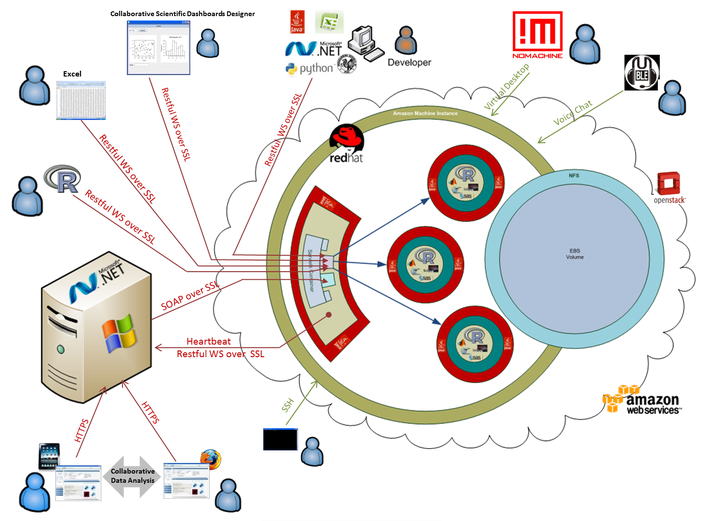 Collaborative Scientific Dashboards Designer
Java
Microsoft
.NET
python
Developer
!M
NOMACHINE
BLE
Excel
Restful WS over SSL
Restful WS over SSL
Restful WS over SSL
Restful WS over SSL
Virtual Desktop
Voice Chat
Amazon Machine Instance
redhat
R
R
R
R
NFS
openstack
EBS
Volume
Microsoft
.NET
SOAP over SSL
Heartbeat
Restful WS over SSL
HTTPS
HTTPS
SSH
amazon
webservices™
Collaborative
Data Analysis